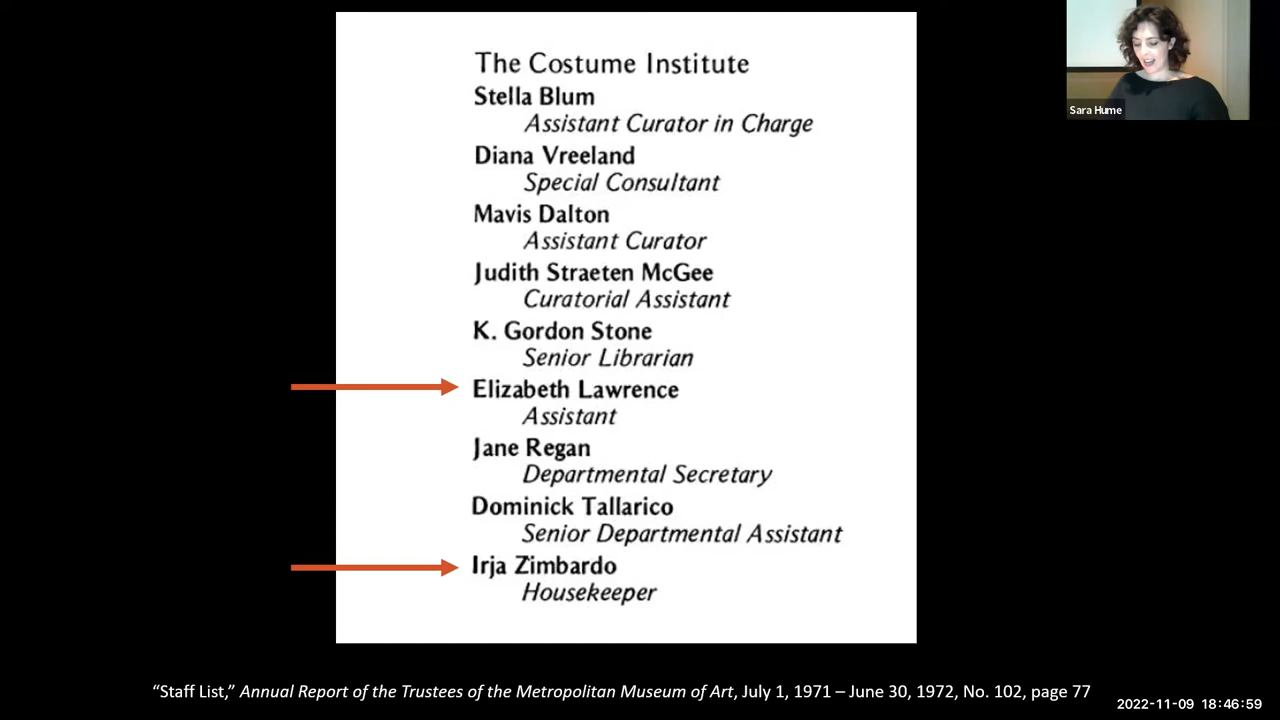 The Costume Institute
Stella Blum
Assistant Curator in Charge
Diana Vreeland
Special Consultant
Mavis Dalton
Assistant Curator
Judith Straeten McGee
Curatorial Assistant
K. Gordon Stone
Senior Librarian
Elizabeth Lawrence
Assistant
Jane Regan
Departmental Secretary
Dominick Tallarico
Senior Departmental Assistant
Irja Zimbardo
Housekeeper
Sara Hume
“Staff List,” Annual Report of the Trustees of the Metropolitan Museum of Art, July 1, 1971 – June 30, 1972, No. 102, page 77
2022-11-09 18:46:59